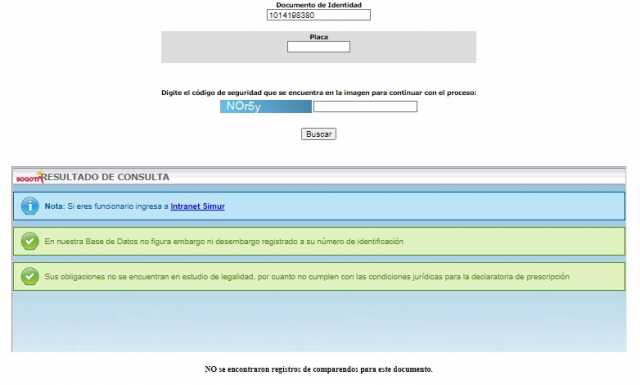 Documento de Identidad
1014198380
Placa
Digite el código de seguridad que se encuentra en la imagen para continuar con el proceso:
NOr5y
Buscar
BOGOTÁ RESULTADO DE CONSULTA
Nota: Si eres funcionario ingresa a Intranet Simur
En nuestra Base de Datos no figura embargo ni desembargo registrado a su número de identificación
Sus obligaciones no se encuentran en estudio de legalidad, por cuanto no cumplen con las condiciones jurídicas para la declaratoria de prescripción
NO se encontraron registros de comparendos para este documento.